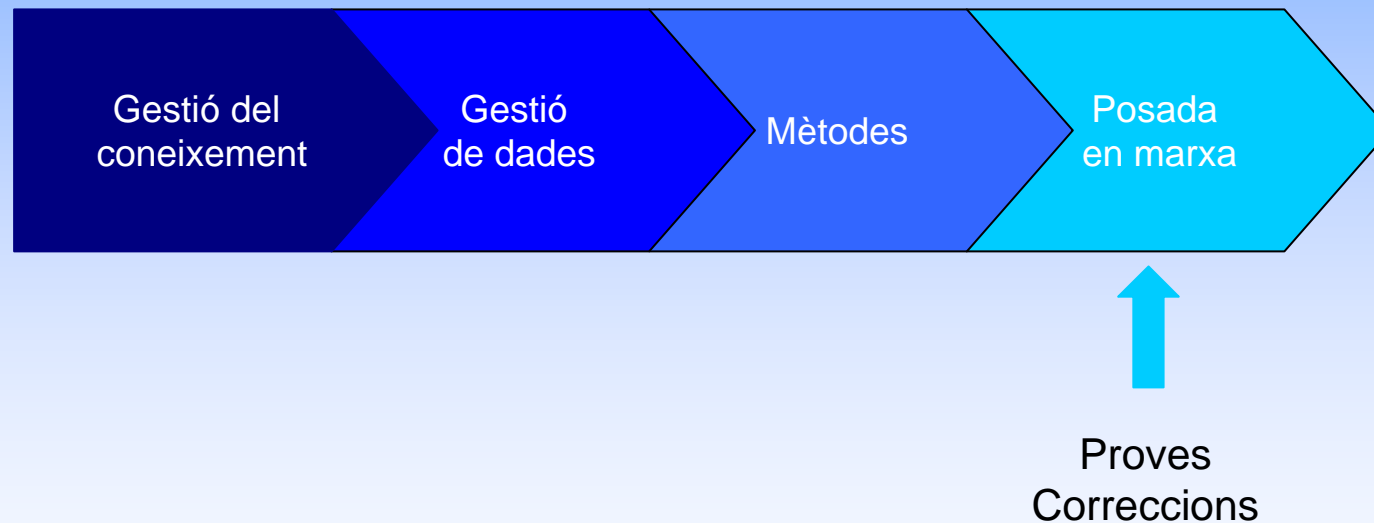 Gestió del
coneixement
Gestió
de dades
Mètodes
Posada
en marxa
Proves
Correccions